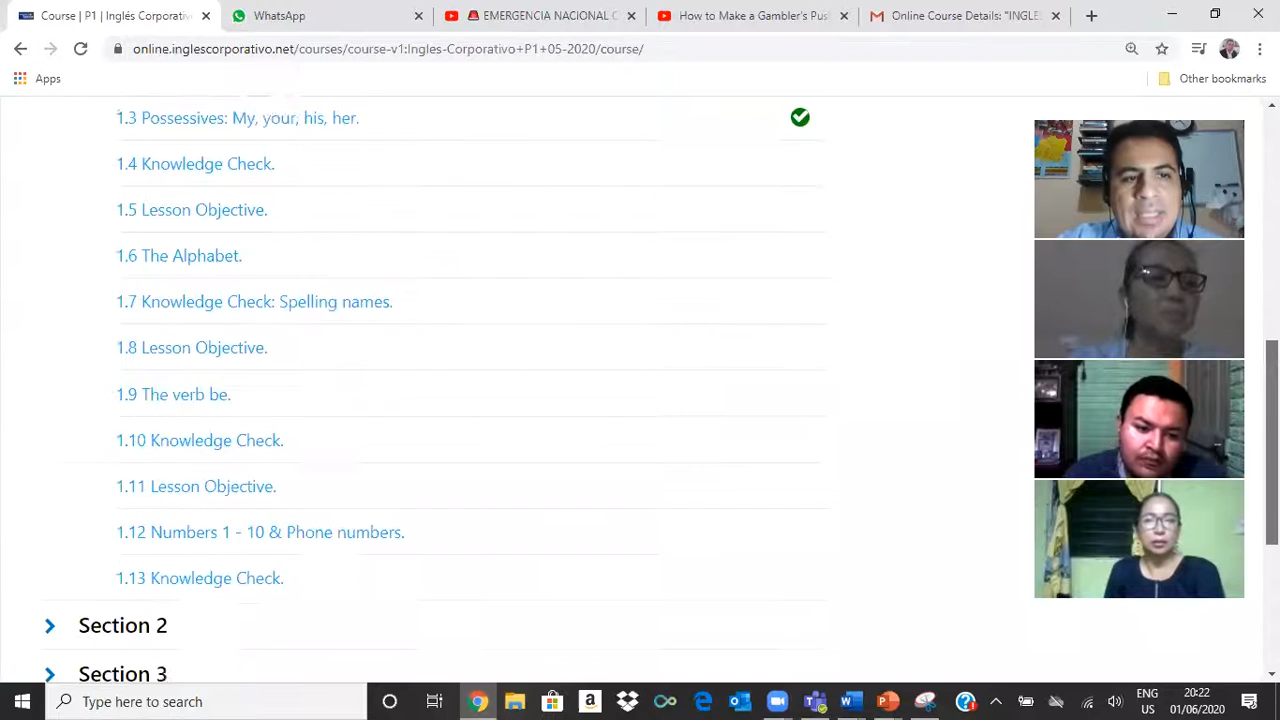 Course | P1 | Inglés Corporativ
WhatsApp
EMERGENCIA NACIONAL C
How to Make a Gambler's Pus
Online Course Details: "INGLE
online.inglescorporativo.net/courses/course-v1:Ingles-Corporativo+P1+05-2020/course/
Apps
Other bookmarks
1.3 Possessives: My, your, his, her.
1.4 Knowledge Check.
1.5 Lesson Objective.
1.6 The Alphabet.
1.7 Knowledge Check: Spelling names.
1.8 Lesson Objective.
1.9 The verb be.
1.10 Knowledge Check.
1.11 Lesson Objective.
1.12 Numbers 1 - 10 & Phone numbers.
1.13 Knowledge Check.
Section 2
Section 3
Type here to search
ENG
US
20:22
01/06/2020